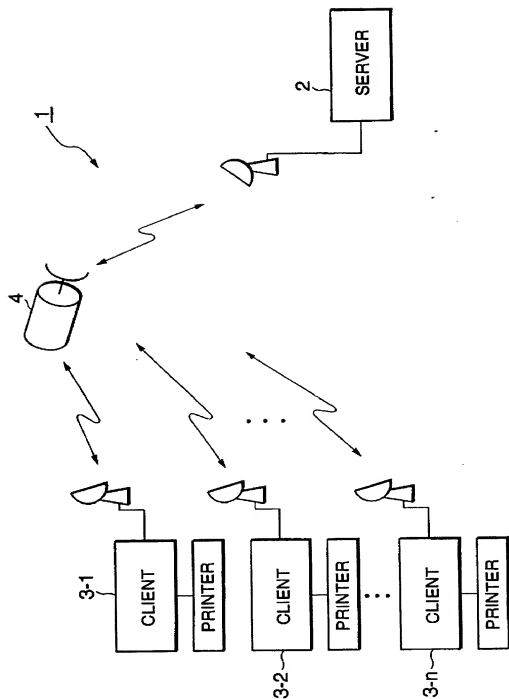 1
4
2
SERVER
3-1
CLIENT
PRINTER
3-2
CLIENT
PRINTER
3-n
CLIENT
PRINTER